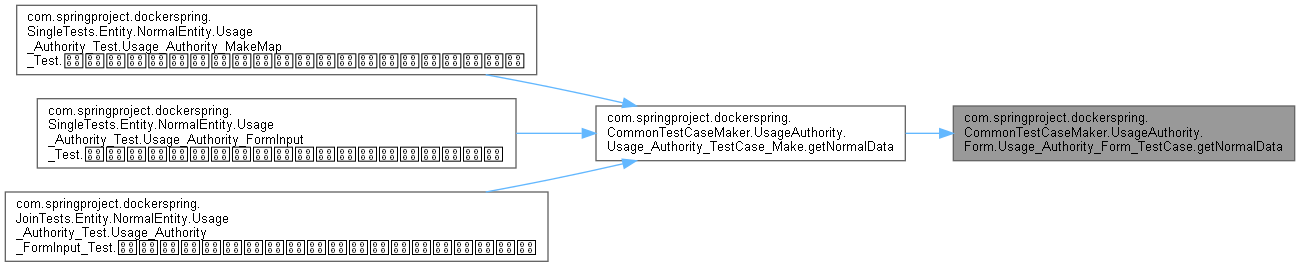 com.springproject.dockerspring.
SingleTests.Entity.NormalEntity.Usage
_Authority_Test.Usage_Authority_MakeMap
_Test.
com.springproject.dockerspring.
SingleTests.Entity.NormalEntity.Usage
_Authority_Test.Usage_Authority_FormInput
_Test.
com.springproject.dockerspring.
JoinTests.Entity.NormalEntity.Usage
_Authority_Test.Usage_Authority
_FormInput_Test.
com.springproject.dockerspring.
CommonTestCaseMaker.UsageAuthority.
Usage_Authority_TestCase_Make.getNormalData
com.springproject.dockerspring.
CommonTestCaseMaker.UsageAuthority.
Form.Usage_Authority_Form_TestCase.getNormalData